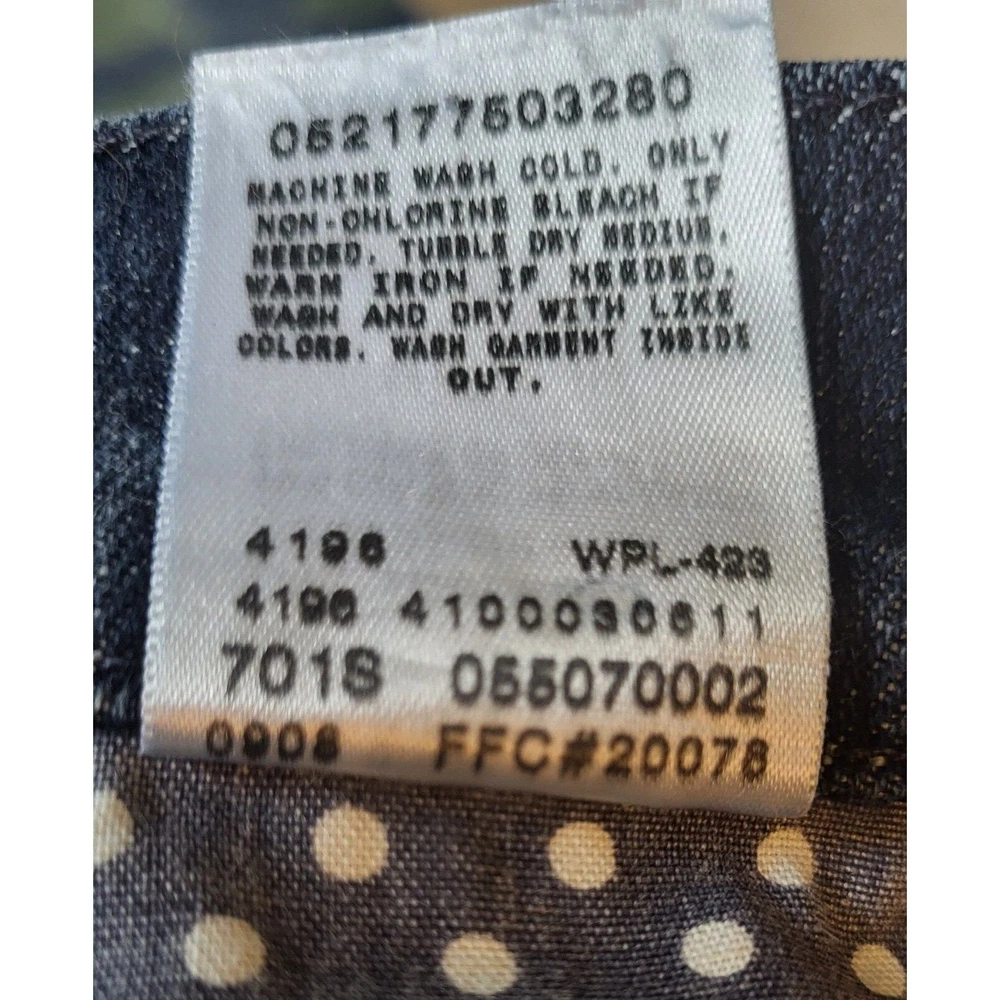 052177503280
MACHINE WASH COLD. ONLY
NON-CHLORINE BLEACH IF
NEEDED. TUMBLE DRY MEDIUM.
WARM IRON IF NEEDED.
WASH AND DRY WITH LIKE
COLORS. WASH GARMENT INSIDE
OUT.
4196 WPL-423
4196 4100030611
701S 055070002
0908 FFC#20078